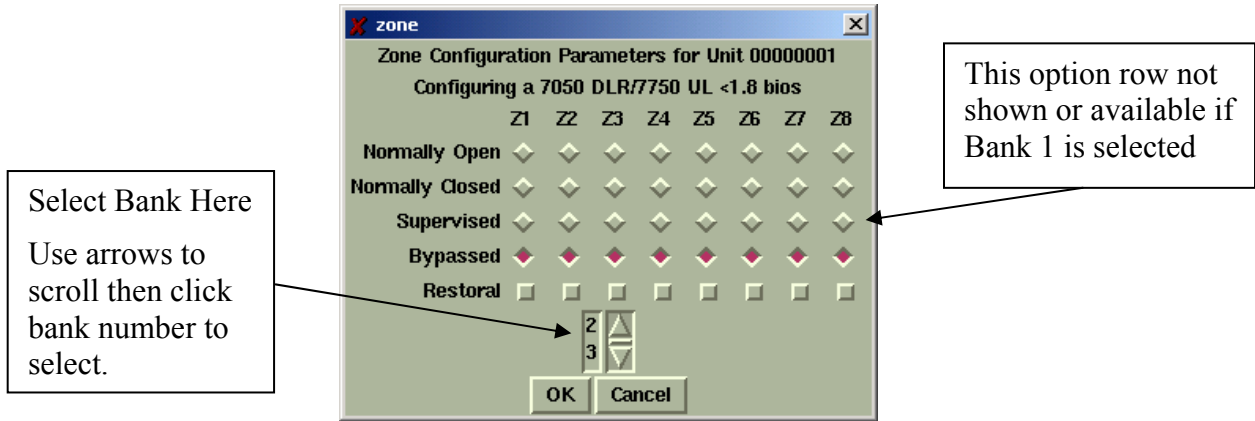 zone
Zone Configuration Parameters for Unit 00000001
Configuring a 7050 DLR/7750 UL <1.8 bios
Z1 Z2 Z3 Z4 Z5 Z6 Z7 Z8
Normally Open
Normally Closed
Supervised
Bypassed
Restoral
2
3
OK Cancel
Select Bank Here
Use arrows to
scroll then click
bank number to
select.
This option row not
shown or available if
Bank 1 is selected